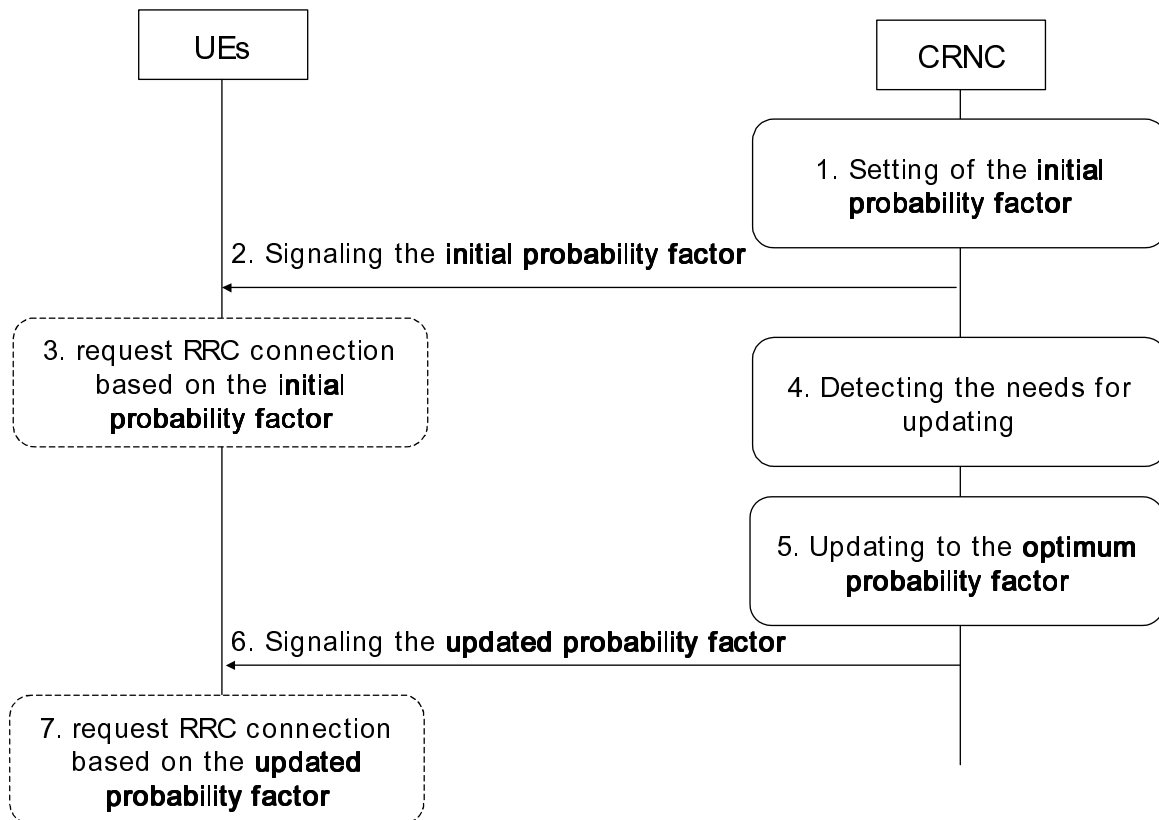 UEs
CRNC
1. Setting of the initial
probability factor
2. Signaling the initial probability factor
3. request RRC connection
based on the initial
probability factor
4. Detecting the needs for
updating
5. Updating to the optimum
probability factor
6. Signaling the updated probability factor
7. request RRC connection
based on the updated
probability factor